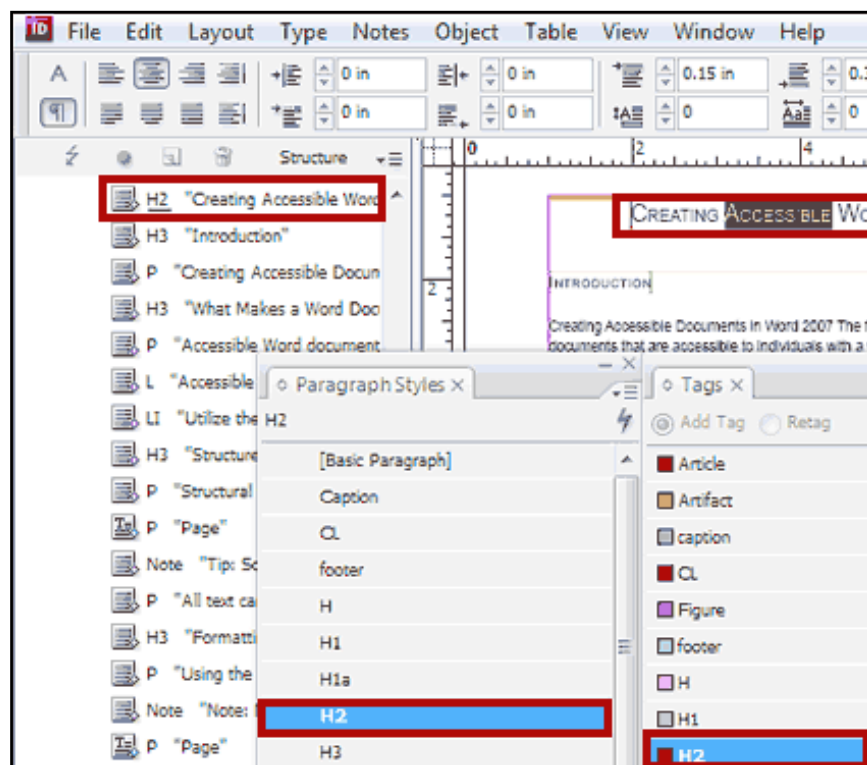 ID File Edit Layout Type Notes Object Table View Window Help
A 0 in 0 in 0.15 in
¶ 0 in 0 in 0 0
Structure
0 2 4
H2 "Creating Accessible Word
CREATING ACCESSIBLE
H3 "Introduction"
P "Creating Accessible Docum
2
INTRODUCTION
H3 "What Makes a Word Doc
Creating Accessible Documents in Word 2007 The
P "Accessible Word document
documents that are accessible to individuals with a
L "Accessible
LI "Utilize the
H3 "Structure
P "Structural
P "Page"
Note "Tip:
P "All text ca
H3 "Formatti
P "Using the
Note "Note:
P "Page"
Paragraph Styles ×
H2
[Basic Paragraph]
Caption
CL
footer
H
H1
H1a
H2
H3
Tags ×
Add Tag Retag
Article
Artifact
caption
CL
Figure
footer
H
H1
H2